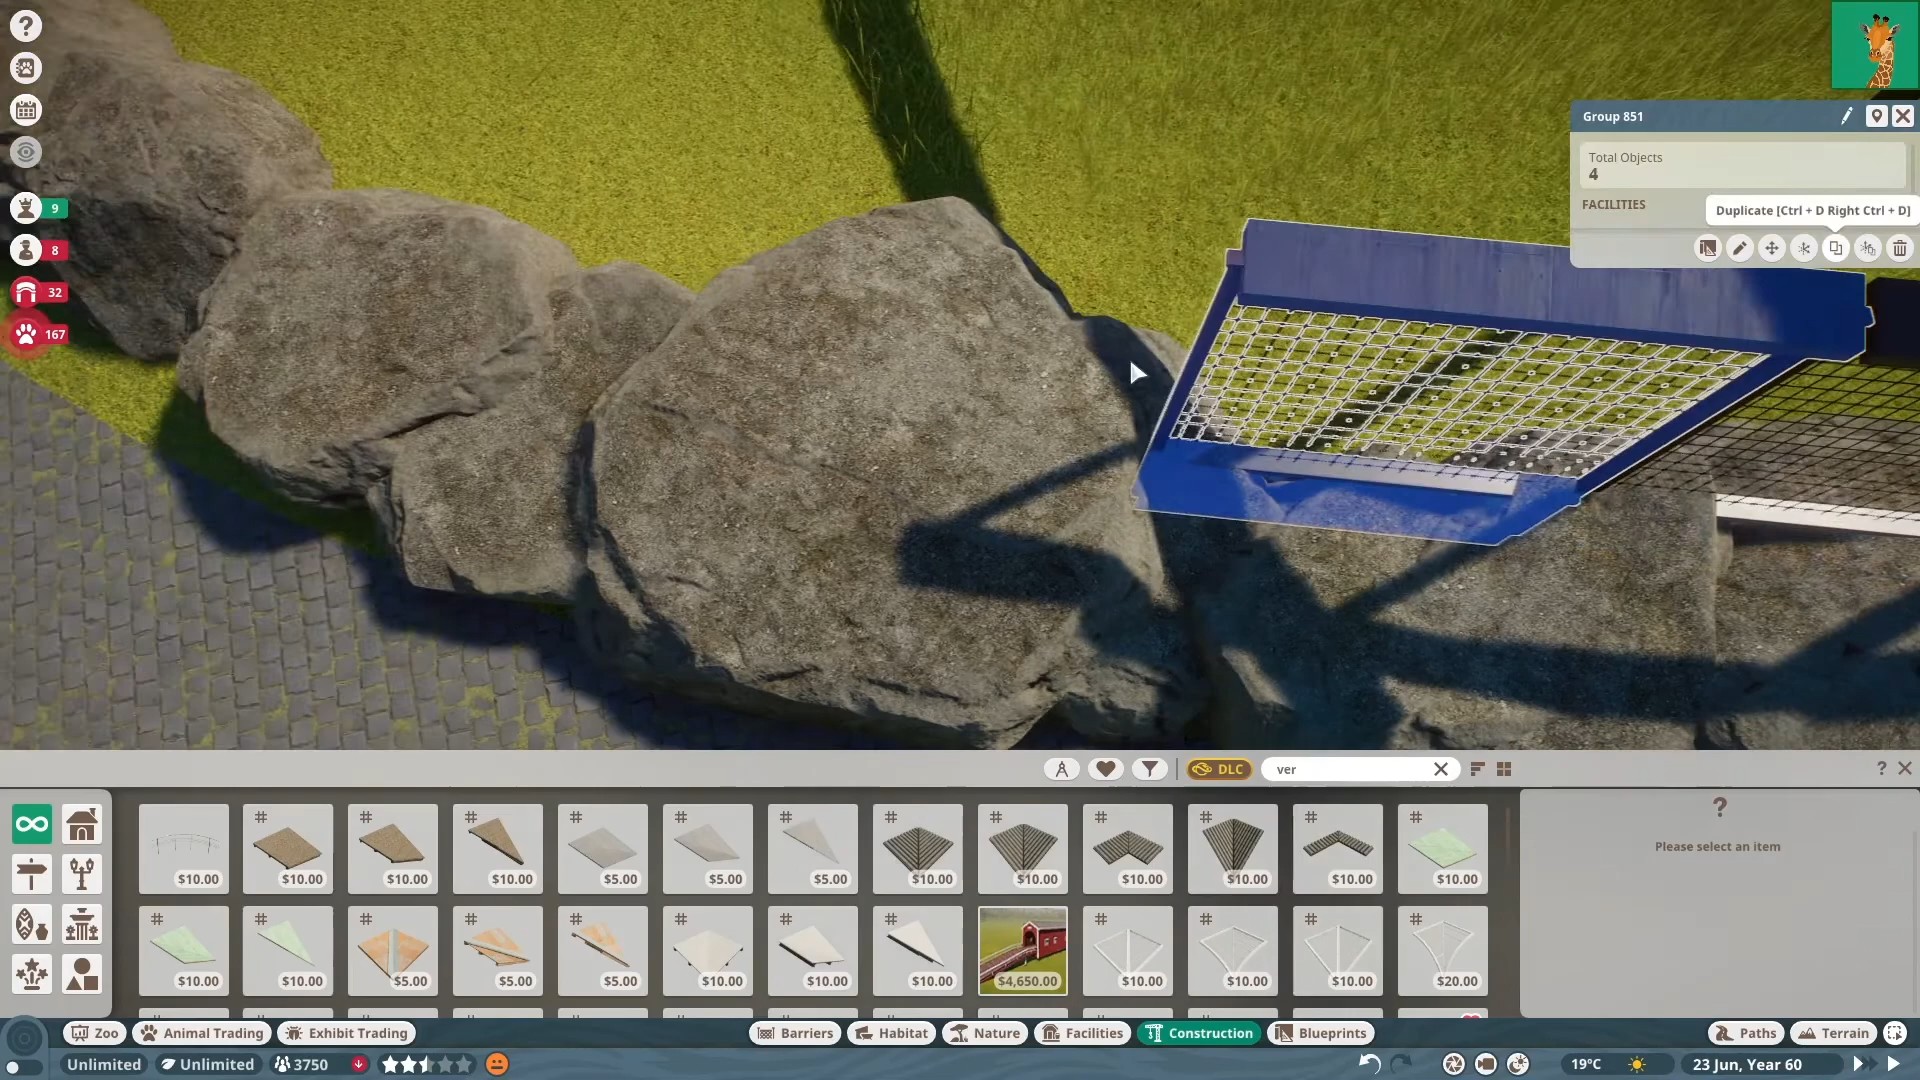 Group 851
Total Objects
4
FACILITIES
Duplicate [Ctrl + D Right Ctrl + D]
9
8
32
167
DLC
ver
?
Please select an item
$10.00 $10.00 $10.00 $10.00 $5.00 $5.00 $5.00 $10.00 $10.00 $10.00 $10.00 $10.00 $10.00
$10.00 $10.00 $5.00 $5.00 $5.00 $10.00 $10.00 $10.00 $4,650.00 $10.00 $10.00 $10.00 $20.00
Zoo Animal Trading Exhibit Trading Barriers Habitat Nature Facilities Construction Blueprints Paths Terrain
Unlimited Unlimited 3750 19°C 23 Jun, Year 60